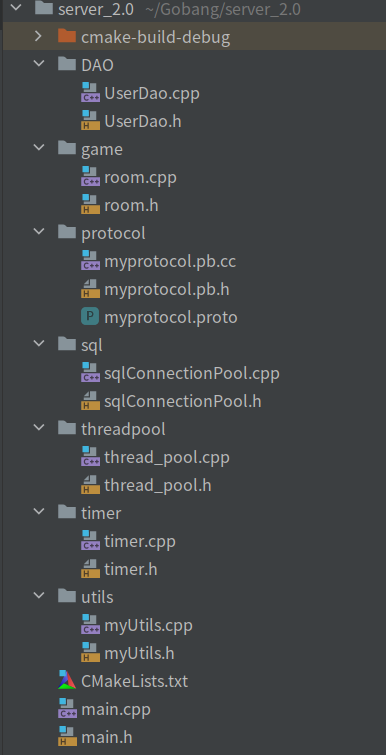 server_2.0 ~/Gobang/server_2.0
cmake-build-debug
DAO
UserDao.cpp
UserDao.h
game
room.cpp
room.h
protocol
myprotocol.pb.cc
myprotocol.pb.h
myprotocol.proto
sql
sqlConnectionPool.cpp
sqlConnectionPool.h
threadpool
thread_pool.cpp
thread_pool.h
timer
timer.cpp
timer.h
utils
myUtils.cpp
myUtils.h
CMakeLists.txt
main.cpp
main.h